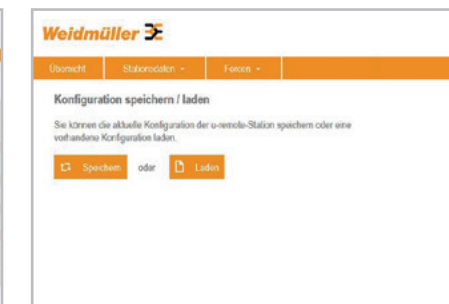 Weidmüller
Übersicht Stationsdaten Forcen
Konfiguration speichern / laden
Sie können die aktuelle Konfiguration der u-remote-Station speichern oder eine
vorhandene Konfiguration laden.
Speichern oder Laden